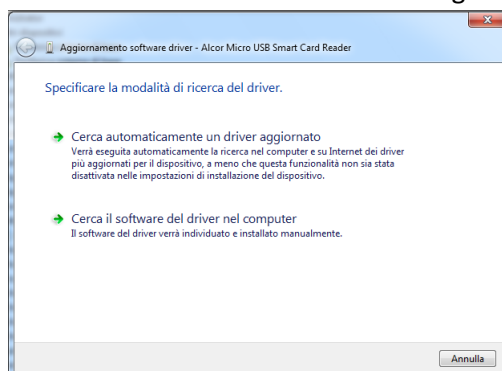 Aggiornamento software driver - Alcor Micro USB Smart Card Reader
Specificare la modalità di ricerca del driver.
Cerca automaticamente un driver aggiornato
Verrà eseguita automaticamente la ricerca nel computer e su Internet dei driver
più aggiornati per il dispositivo, a meno che questa funzionalità non sia stata
disattivata nelle impostazioni di installazione del dispositivo.
Cerca il software del driver nel computer
Il software del driver verrà individuato e installato manualmente.
Annulla